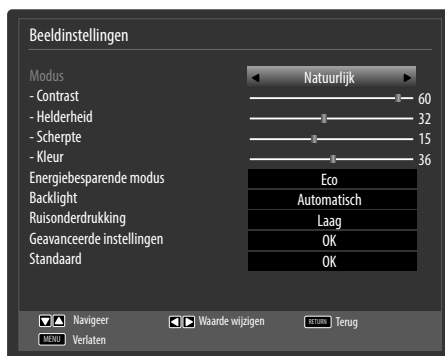 Beeldinstellingen
Modus Natuurlijk
- Contrast 60
- Helderheid 32
- Scherpte 15
- Kleur 36
Energiebesparende modus Eco
Backlight Automatisch
Ruisonderdrukking Laag
Geavanceerde instellingen OK
Standaard OK
Navigeer Waarde wijzigen RETURN Terug
MENU Verlaten